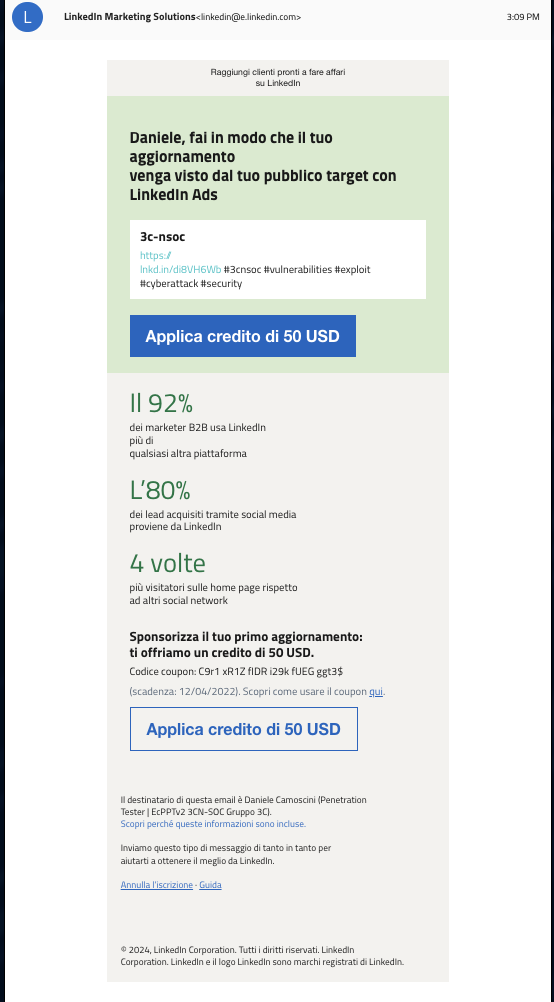 L
LinkedIn Marketing Solutions<linkedin@e.linkedin.com>
3:09 PM
Raggiungi clienti pronti a fare affari
su LinkedIn
Daniele, fai in modo che il tuo
aggiornamento
venga visto dal tuo pubblico target con
LinkedIn Ads
3c-nsoc
https://
lnkd.in/di8VH6Wb #3cnsoc #vulnerabilities #exploit
#cyberattack #security
Applica credito di 50 USD
Il 92%
dei marketer B2B usa LinkedIn
più di
qualsiasi altra piattaforma
L'80%
dei lead acquisiti tramite social media
proviene da LinkedIn
4 volte
più visitatori sulle home page rispetto
ad altri social network
Sponsorizza il tuo primo aggiornamento:
ti offriamo un credito di 50 USD.
Codice coupon: C9r1 xR1Z fIDR i29k fUEG ggt3$
(scadenza: 12/04/2022). Scopri come usare il coupon qui.
Applica credito di 50 USD
Il destinatario di questa email è Daniele Camoscini (Penetration
Tester | EcPPTv2 3CN-SOC Gruppo 3C).
Scopri perché queste informazioni sono incluse.
Inviamo questo tipo di messaggio di tanto in tanto per
aiutarti a ottenere il meglio da LinkedIn.
Annulla l'iscrizione · Guida
© 2024, LinkedIn Corporation. Tutti i diritti riservati. LinkedIn
Corporation. LinkedIn e il logo LinkedIn sono marchi registrati di LinkedIn.